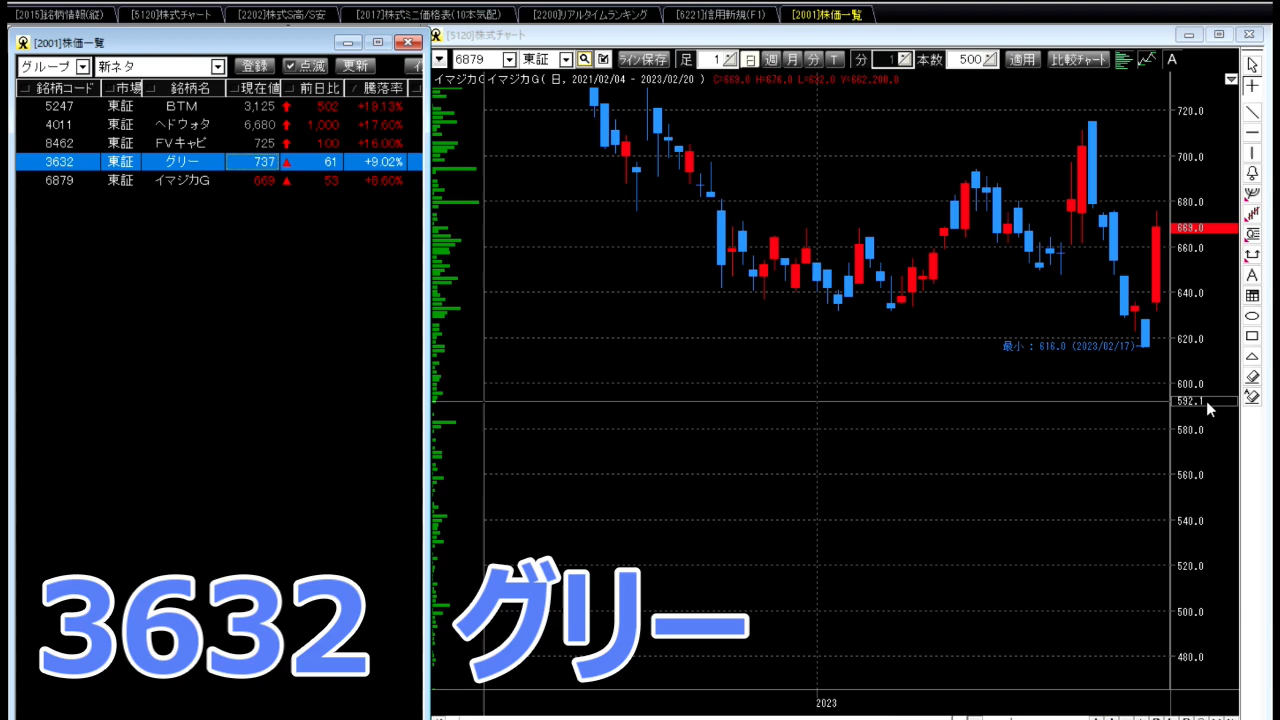 [2015]銘柄情報(縦) [5120]株式チャート [2202]株式S高/S安 [2017]株式ミニ価格表(10本気配) [2200]リアルタイムランキング [6221]信用新規(F1) [2001]株価一覧
[2001]株価一覧
グループ 新ネタ 登録 点滅 更新
銘柄コード 市場 銘柄名 現在値 前日比 騰落率
5247 東証 BTM 3,125 502 +19.13%
4011 東証 ヘドウォタ 6,680 1,000 +17.60%
8462 東証 FVキャピ 725 100 +16.00%
3632 東証 グリー 737 61 +9.02%
6879 東証 イマジカG 669 53 +8.60%
[5120]株式チャート
6879 東証 ライン保存 足 1 日 週 月 分 T 分 1 本数 500 適用 比較チャート A
イマジカG イマジカG( 日, 2021/02/04 - 2023/02/20 ) C=669.0 H=676.0 L=632.0 V=662,200.0
720.0
700.0
680.0
669.0
660.0
640.0
620.0
最小 : 616.0 (2023/02/17)
600.0
592.1
580.0
560.0
540.0
520.0
500.0
480.0
2023
A
3632 グリー